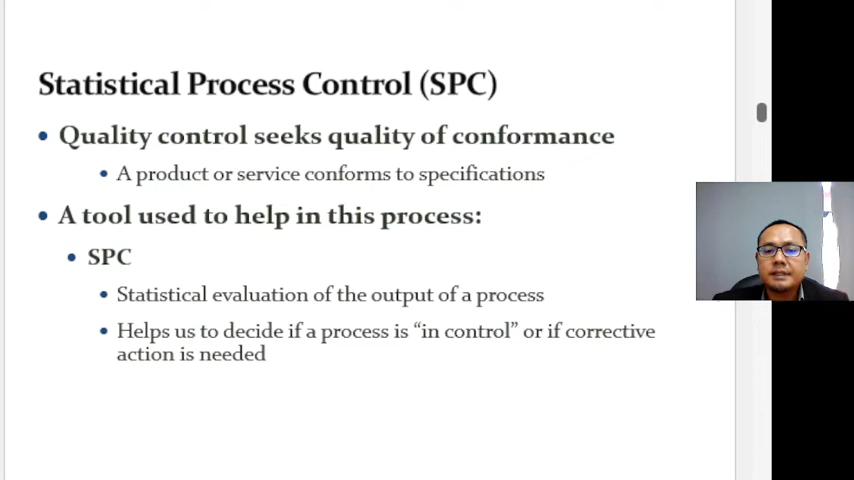 Statistical Process Control (SPC)
• Quality control seeks quality of conformance
• A product or service conforms to specifications
• A tool used to help in this process:
• SPC
• Statistical evaluation of the output of a process
• Helps us to decide if a process is “in control” or if corrective
action is needed